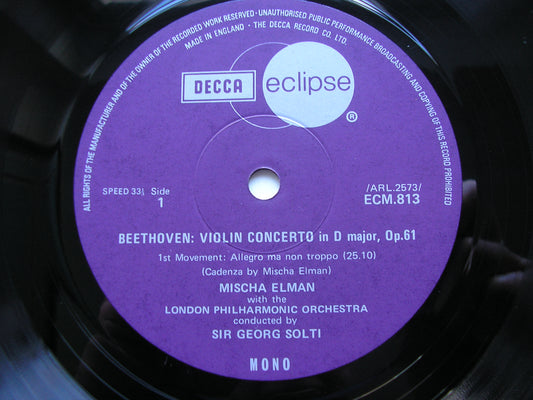 ALL RIGHTS OF THE MANUFACTURER AND OF THE OWNER OF THE RECORDED WORK RESERVED · UNAUTHORISED PUBLIC PERFORMANCE BROADCASTING AND COPYING OF THIS RECORD PROHIBITED
MADE IN ENGLAND · THE DECCA RECORD CO. LTD.
DECCA eclipse ®
SPEED 33⅓ Side 1
/ARL.2573/
ECM.813
BEETHOVEN: VIOLIN CONCERTO in D major, Op.61
1st Movement: Allegro ma non troppo (25.10)
(Cadenza by Mischa Elman)
MISCHA ELMAN
with the
LONDON PHILHARMONIC ORCHESTRA
conducted by
SIR GEORG SOLTI
MONO